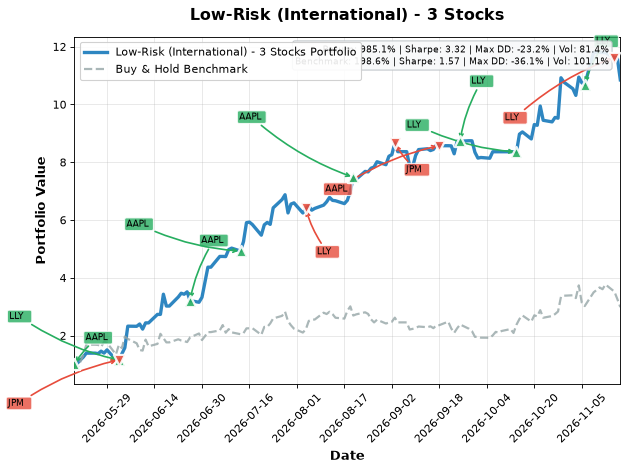 Low-Risk (International) - 3 Stocks
Low-Risk (International) - 3 Stocks Portfolio
Buy & Hold Benchmark
985.1% | Sharpe: 3.32 | Max DD: -23.2% | Vol: 81.4%
Benchmark: 198.6% | Sharpe: 1.57 | Max DD: -36.1% | Vol: 101.1%
LLY
LLY
AAPL
LLY
LLY
JPM
AAPL
AAPL
AAPL
LLY
LLY
AAPL
JPM
Portfolio Value
12
10
8
6
4
2
2026-05-29
2026-06-14
2026-06-30
2026-07-16
2026-08-01
2026-08-17
2026-09-02
2026-09-18
2026-10-04
2026-10-20
2026-11-05
Date